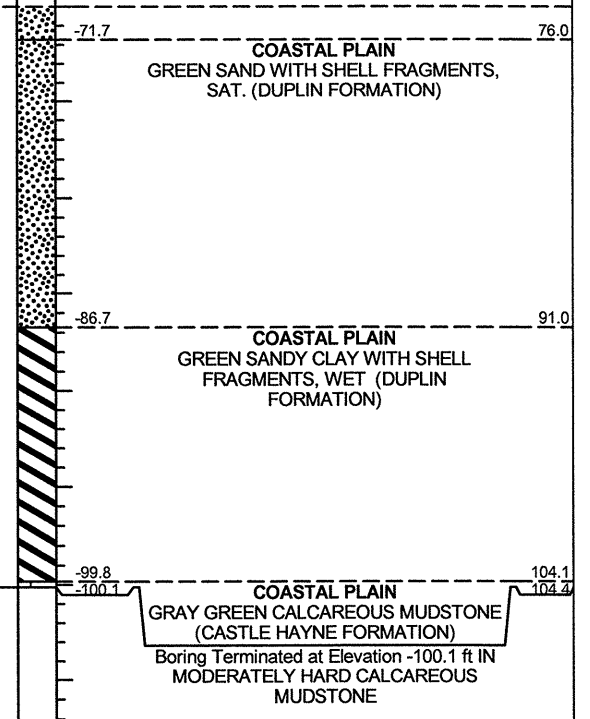 -71.7 76.0
COASTAL PLAIN
GREEN SAND WITH SHELL FRAGMENTS,
SAT. (DUPLIN FORMATION)
-86.7 91.0
COASTAL PLAIN
GREEN SANDY CLAY WITH SHELL
FRAGMENTS, WET (DUPLIN
FORMATION)
-99.8 104.1
-100.1 COASTAL PLAIN 104.4
GRAY GREEN CALCAREOUS MUDSTONE
(CASTLE HAYNE FORMATION)
Boring Terminated at Elevation -100.1 ft IN
MODERATELY HARD CALCAREOUS
MUDSTONE